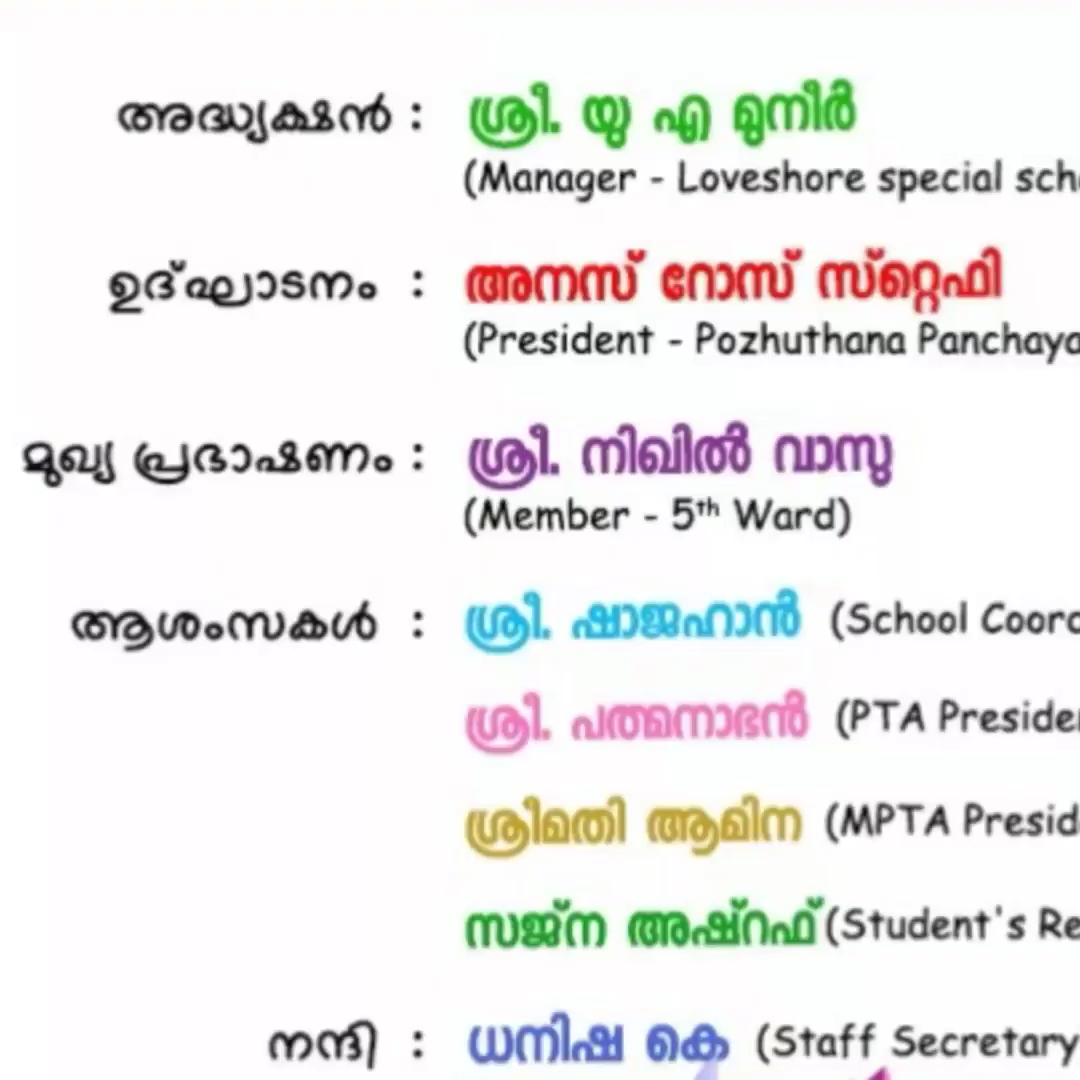 അദ്ധ്യക്ഷൻ : ശ്രീ. യു എ മുനീർ
(Manager - Loveshore special
ഉദ്ഘാടനം : അനസ് റോസ് സ്റ്റെഫി
(President - Pozhuthana
മുഖ്യ പ്രഭാഷണം : ശ്രീ. നിഖിൽ വാസു
(Member - 5th Ward)
ആശംസകൾ : ശ്രീ. ഷാജഹാൻ (School
ശ്രീ. പത്മനാഭൻ (PTA
ശ്രീമതി ആമിന (MPTA
സജ്ന അഷ്റഫ് (Student's
നന്ദി : ധനിഷ കെ (Staff Secretary